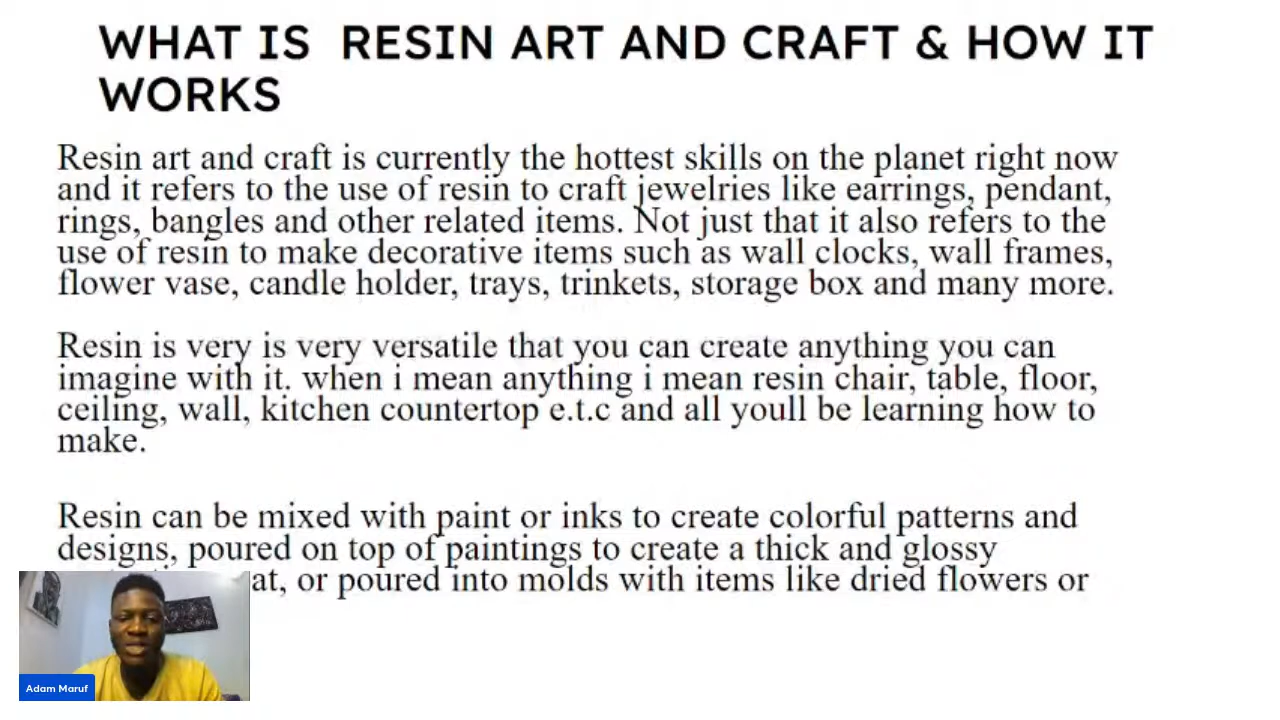 WHAT IS RESIN ART AND CRAFT & HOW IT
WORKS
Resin art and craft is currently the hottest skills on the planet right now
and it refers to the use of resin to craft jewelries like earrings, pendant,
rings, bangles and other related items. Not just that it also refers to the
use of resin to make decorative items such as wall clocks, wall frames,
flower vase, candle holder, trays, trinkets, storage box and many more.
Resin is very is very versatile that you can create anything you can
imagine with it. when i mean anything i mean resin chair, table, floor,
ceiling, wall, kitchen countertop e.t.c and all youll be learning how to
make.
Resin can be mixed with paint or inks to create colorful patterns and
designs, poured on top of paintings to create a thick and glossy
at, or poured into molds with items like dried flowers or
Adam Maruf